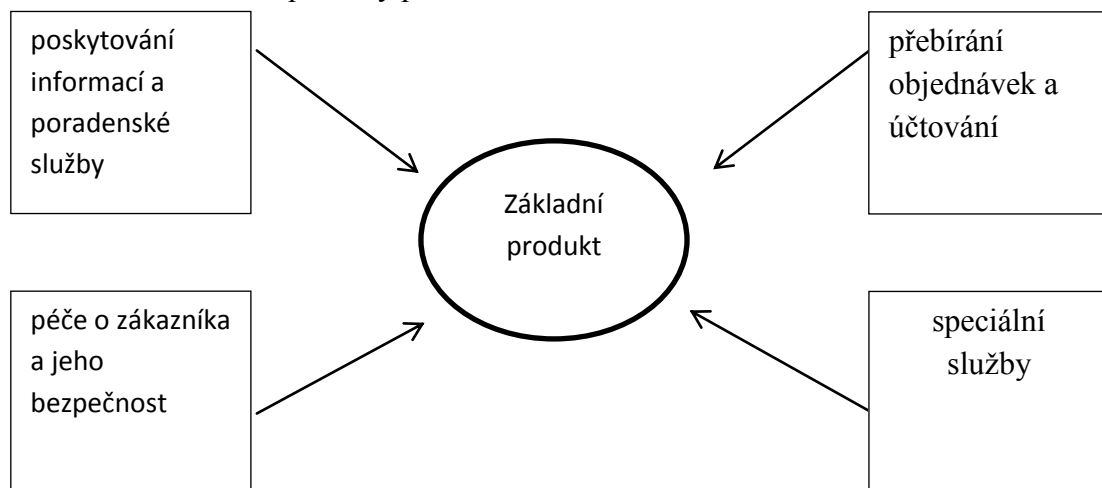 poskytování
informací a
poradenské
služby
přebírání
objednávek a
účtování
Základní
produkt
péče o zákazníka
a jeho
bezpečnost
speciální
služby